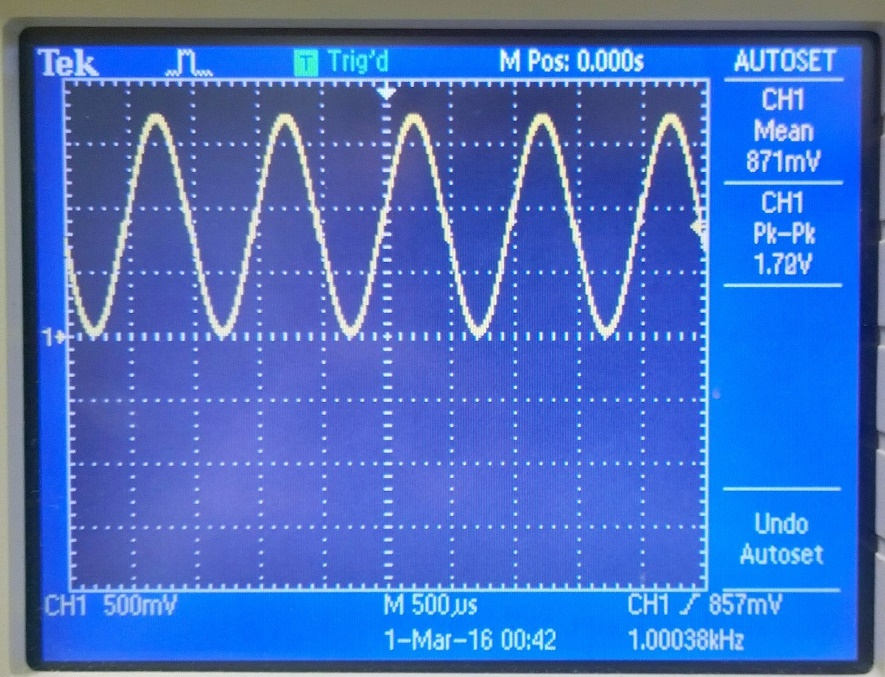 Tek T Trig'd M Pos: 0.000s AUTOSET
CH1
Mean
871mV
CH1
Pk-Pk
1.70V
1
Undo
Autoset
CH1 500mV M 500µs CH1 857mV
1-Mar-16 00:42 1.00038kHz